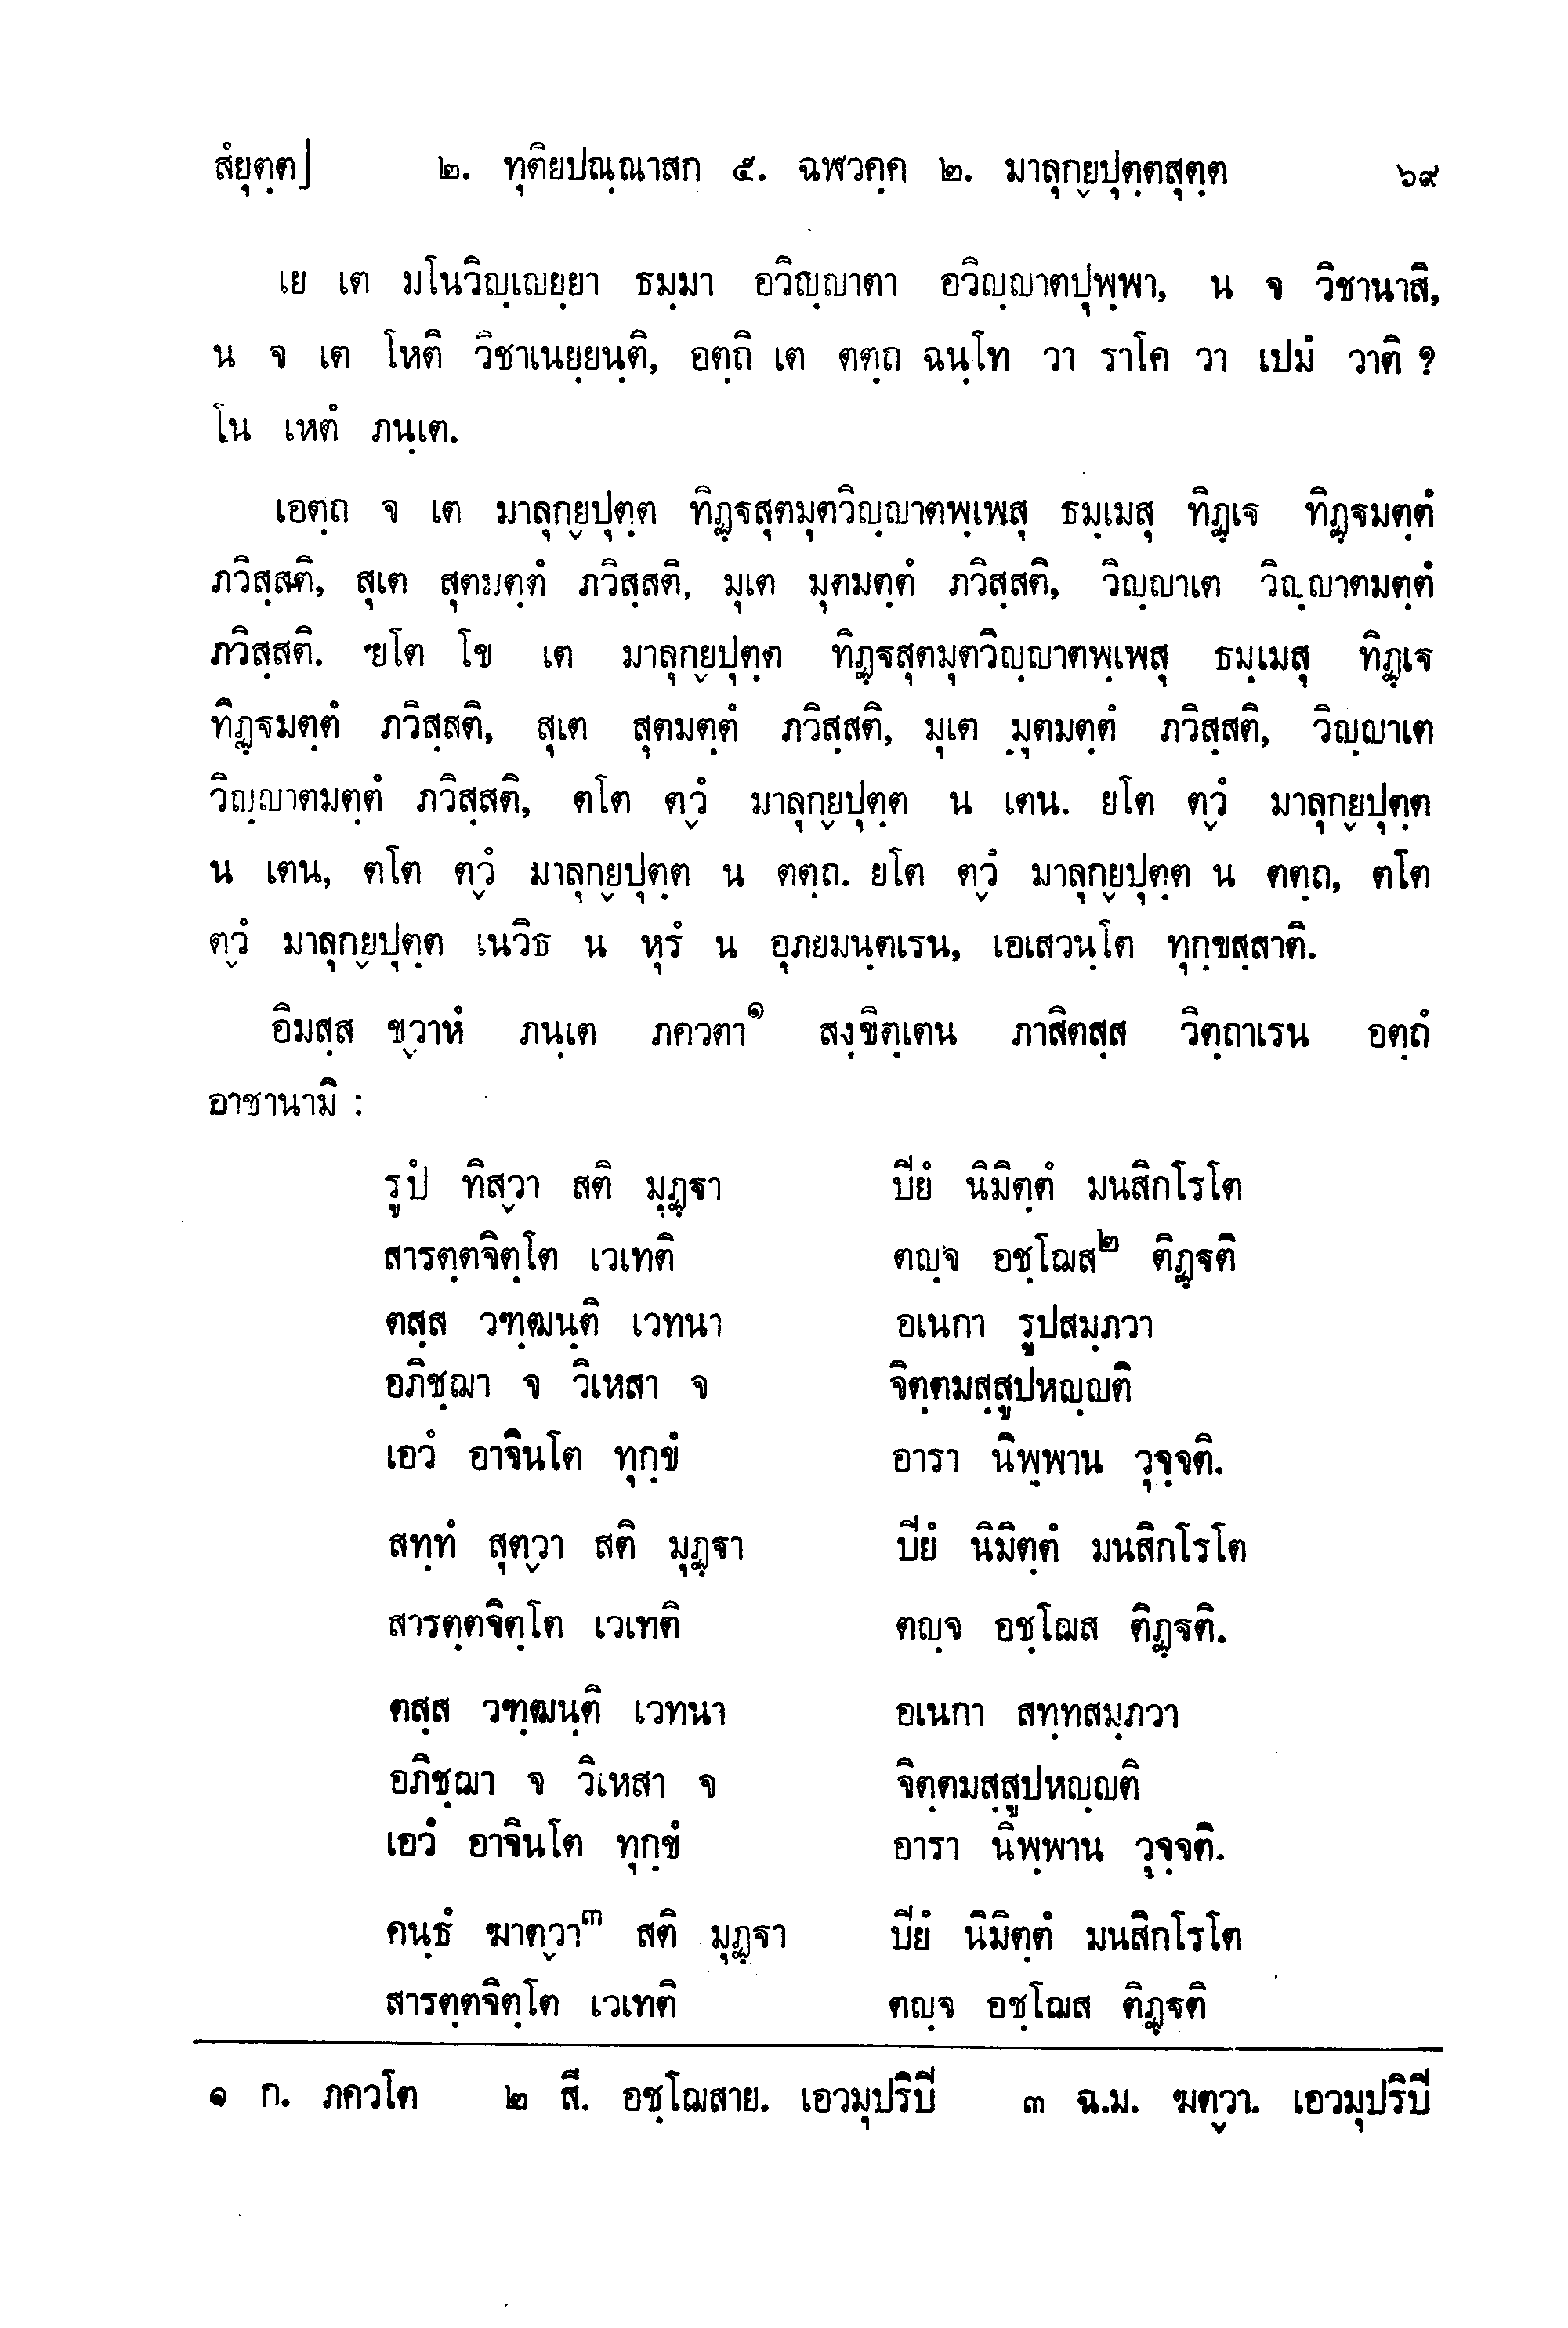 สํยุตฺต] ๒. ทุติยปณฺณาสก ๕. ฉฬวคฺค ๒. มาลุกฺยปุตฺตสุตฺต ๖๙
เย เต มโนวิญฺเญยฺยา ธมฺมา อวิญฺญาตา อวิญฺญาตปุพฺพา, น จ วิชานาสิ,
น จ เต โหติ วิชาเนยฺยนฺติ, อตฺถิ เต ตตฺถ ฉนฺโท วา ราโค วา เปมํ วาติ ?
โน เหตํ ภนฺเต.
เอตฺถ จ เต มาลุกฺยปุตฺต ทิฏฺฐสุตมุตวิญฺญาตพฺเพสุ ธมฺเมสุ ทิฏฺเฐ ทิฏฺฐมตฺตํ
ภวิสฺสติ, สุเต สุตมตฺตํ ภวิสฺสติ, มุเต มุตมตฺตํ ภวิสฺสติ, วิญฺญาเต วิญฺญาตมตฺตํ
ภวิสฺสติ. ยโต โข เต มาลุกฺยปุตฺต ทิฏฺฐสุตมุตวิญฺญาตพฺเพสุ ธมฺเมสุ ทิฏฺเฐ
ทิฏฺฐมตฺตํ ภวิสฺสติ, สุเต สุตมตฺตํ ภวิสฺสติ, มุเต มุตมตฺตํ ภวิสฺสติ, วิญฺญาเต
วิญฺญาตมตฺตํ ภวิสฺสติ, ตโต ตฺวํ มาลุกฺยปุตฺต น เตน. ยโต ตฺวํ มาลุกฺยปุตฺต
น เตน, ตโต ตฺวํ มาลุกฺยปุตฺต น ตตฺถ. ยโต ตฺวํ มาลุกฺยปุตฺต น ตตฺถ, ตโต
ตฺวํ มาลุกฺยปุตฺต เนวิธ น หุรํ น อุภยมนฺตเรน, เอเสวนฺโต ทุกฺขสฺสาติ.
อิมสฺส ขฺวาหํ ภนฺเต ภควตา๑ สงฺขิตฺเตน ภาสิตสฺส วิตฺถาเรน อตฺถํ
อาชานามิ :
รูปํ ทิสฺวา สติ มุฏฺฐา ปิยํ นิมิตฺตํ มนสิกโรโต
สารตฺตจิตฺโต เวเทติ ตญฺจ อชฺโฌส๒ ติฏฺฐติ
ตสฺส วฑฺฒนฺติ เวทนา อเนกา รูปสมฺภวา
อภิชฺฌา จ วิเหสา จ จิตฺตมสฺสูปหญฺญติ
เอวํ อาจินโต ทุกฺขํ อารา นิพฺพาน วุจฺจติ.
สทฺทํ สุตฺวา สติ มุฏฺฐา ปิยํ นิมิตฺตํ มนสิกโรโต
สารตฺตจิตฺโต เวเทติ ตญฺจ อชฺโฌส ติฏฺฐติ.
ตสฺส วฑฺฒนฺติ เวทนา อเนกา สทฺทสมฺภวา
อภิชฺฌา จ วิเหสา จ จิตฺตมสฺสูปหญฺญติ
เอวํ อาจินโต ทุกฺขํ อารา นิพฺพาน วุจฺจติ.
คนฺธํ ฆาตฺวา๓ สติ มุฏฺฐา ปิยํ นิมิตฺตํ มนสิกโรโต
สารตฺตจิตฺโต เวเทติ ตญฺจ อชฺโฌส ติฏฺฐติ
๑ ก. ภควโต ๒ สี. อชฺโฌสาย. เอวมุปริปิ ๓ ฉ.ม. ฆตฺวา. เอวมุปริปิ